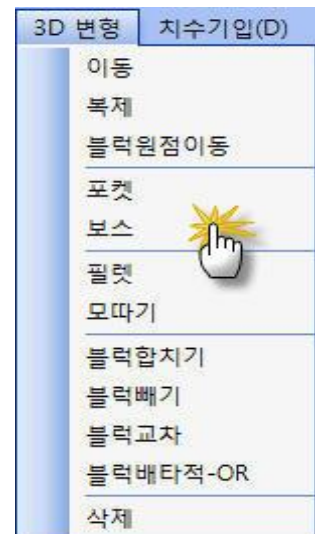 3D 변형 치수기입(D)
이동
복제
블럭원점이동
포켓
보스
필렛
모따기
블럭합치기
블럭빼기
블럭교차
블럭배타적-OR
삭제